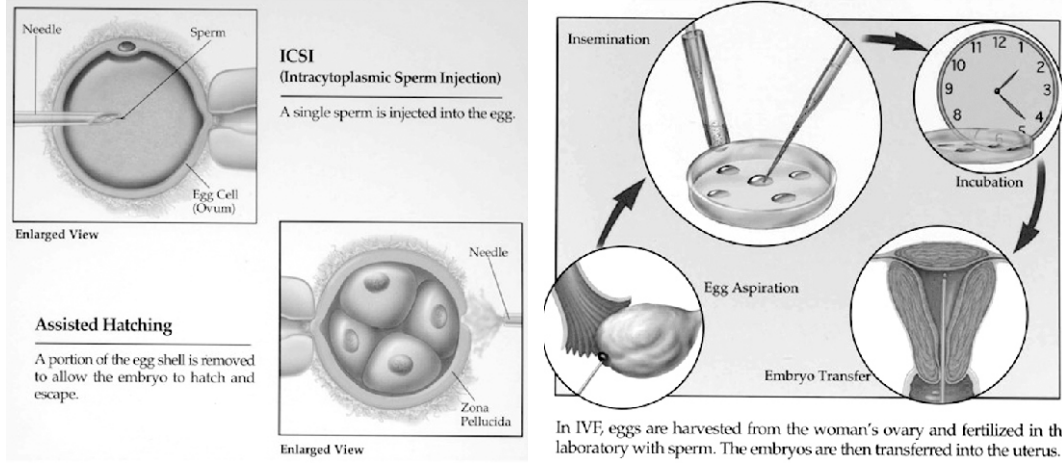 Needle
Sperm
Egg Cell
(Ovum)
Enlarged View
ICSI
(Intracytoplasmic Sperm Injection)
A single sperm is injected into the egg.
Assisted Hatching
A portion of the egg shell is removed
to allow the embryo to hatch and
escape.
Needle
Zona
Pellucida
Enlarged View
Insemination
11 12 1
10 2
9 3
8 4
5
Incubation
Egg Aspiration
Embryo Transfer
In IVF, eggs are harvested from the woman's ovary and fertilized in th
laboratory with sperm. The embryos are then transferred into the uterus.